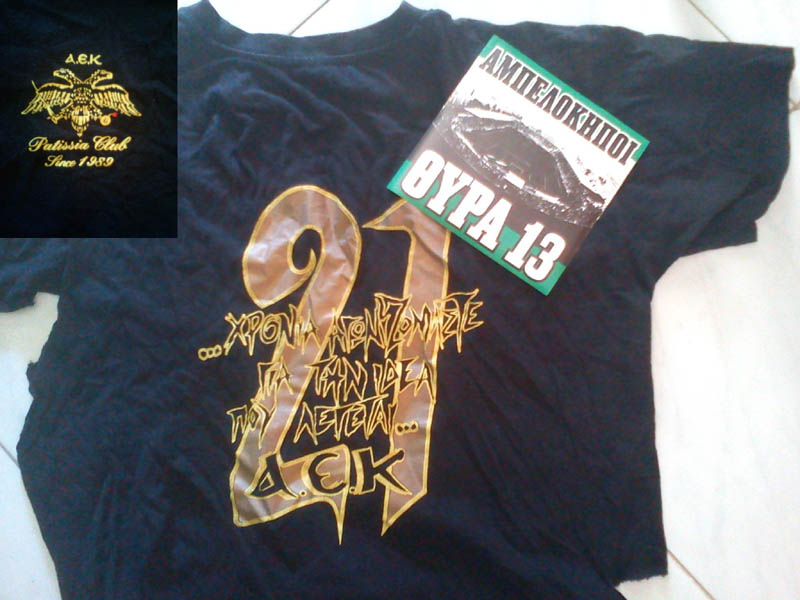 Α.Ε.Κ
Patissia Club
Since 1989
ΑΜΠΕΛΟΚΗΠΟΙ
ΘΥΡΑ 13
21
...ΧΡΟΝΙΑ ΑΓΩΝΙΖΟΜΑΣΤΕ
ΓΙΑ ΤΗΝ ΙΔΕΑ
ΠΟΥ ΛΕΓΕΤΑΙ...
Α.Ε.Κ